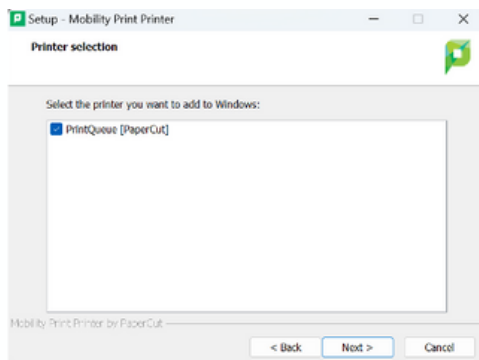 Setup - Mobility Print Printer
Printer selection
Select the printer you want to add to Windows:
PrintQueue [PaperCut]
Mobility Print Printer by PaperCut
< Back Next > Cancel